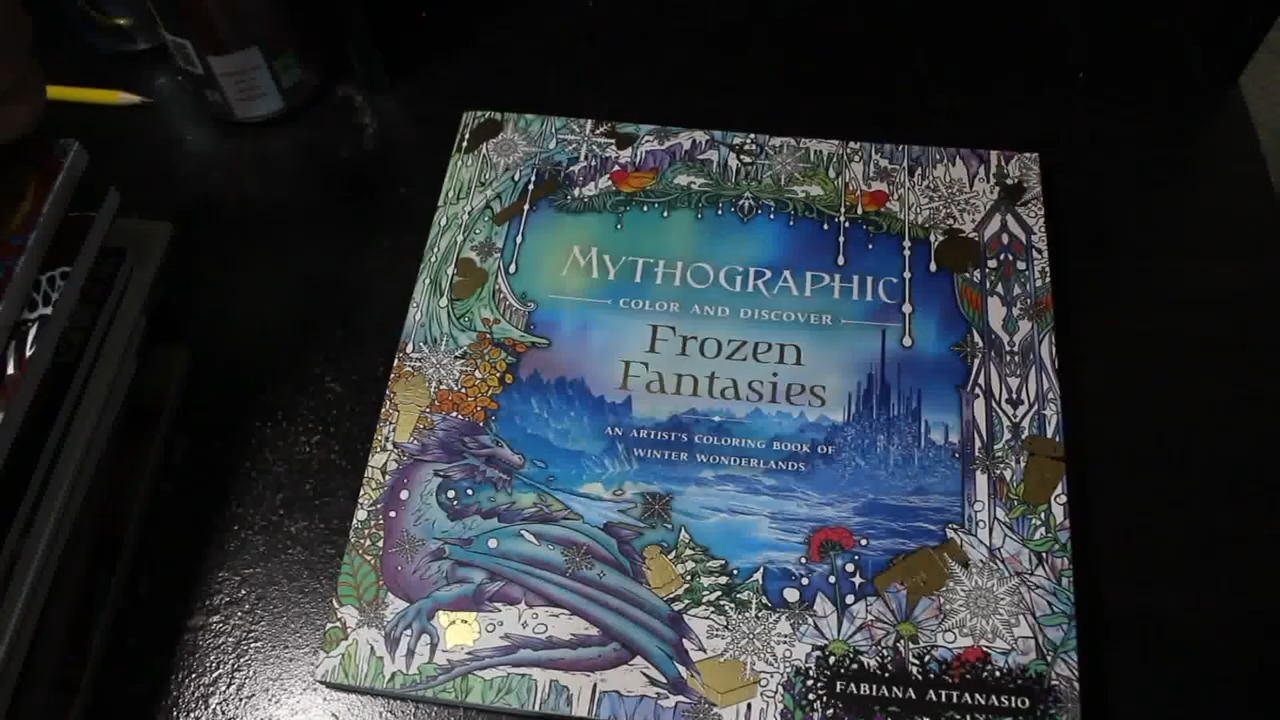 MYTHOGRAPHIC
COLOR AND DISCOVER
Frozen
Fantasies
AN ARTIST'S COLORING BOOK OF
WINTER WONDERLANDS
FABIANA ATTANASIO